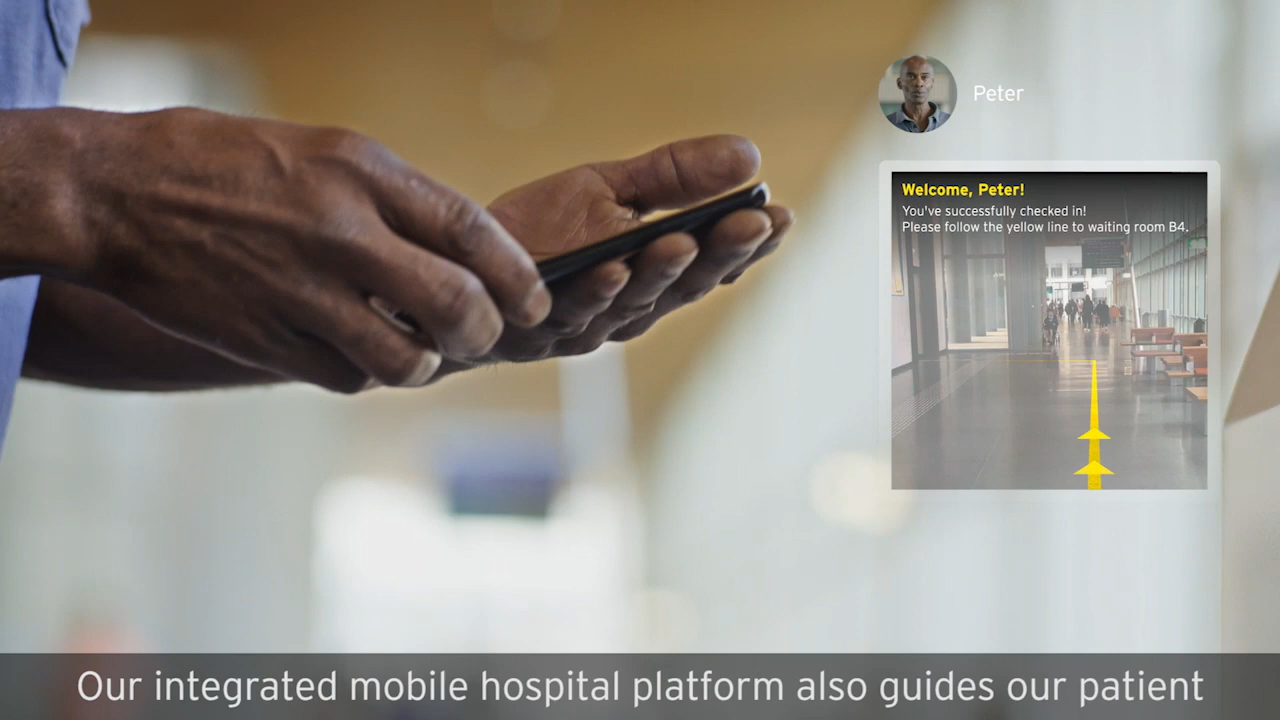 Peter
Welcome, Peter!
You've successfully checked in!
Please follow the yellow line to waiting room B4.
Our integrated mobile hospital platform also guides our patient